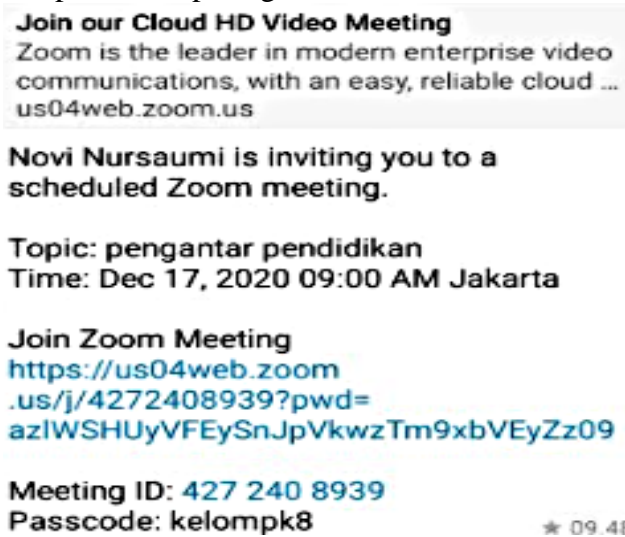 Join our Cloud HD Video Meeting
Zoom is the leader in modern enterprise video
communications, with an easy, reliable cloud ...
us04web.zoom.us
Novi Nursaumi is inviting you to a
scheduled Zoom meeting.
Topic: pengantar pendidikan
Time: Dec 17, 2020 09:00 AM Jakarta
Join Zoom Meeting
https://us04web.zoom
.us/j/4272408939?pwd=
azlWSHUyVFEySnJpVkwzTm9xbVEyZz09
Meeting ID: 427 240 8939
Passcode: kelompk8
★ 09.48